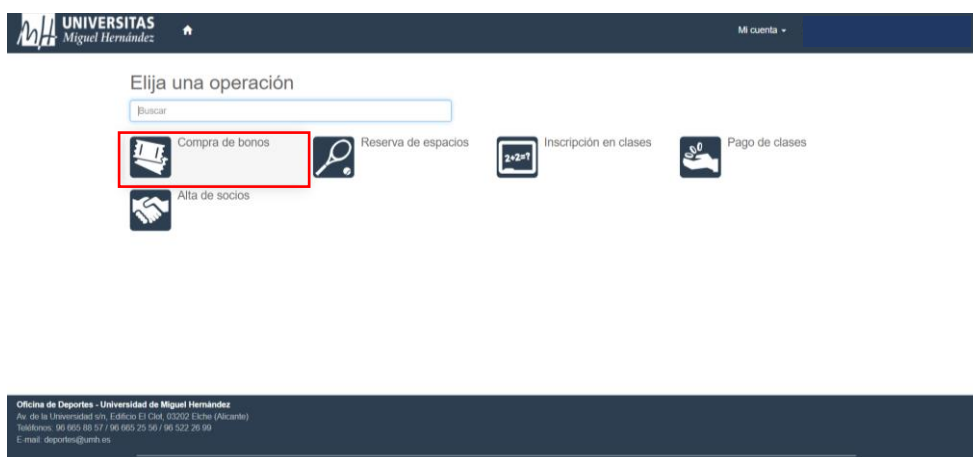 UNIVERSITAS
Miguel Hernández
Mi cuenta
Elija una operación
Buscar
Compra de bonos
Reserva de espacios
2+2=?
Inscripción en clases
Pago de clases
Alta de socios
Oficina de Deportes - Universidad de Miguel Hernández
Av. de la Universidad s/n, Edificio El Clot, 03202 Elche (Alicante)
Teléfonos: 96 665 88 57 / 96 665 25 56 / 96 522 26 99
E-mail: deportes@umh.es